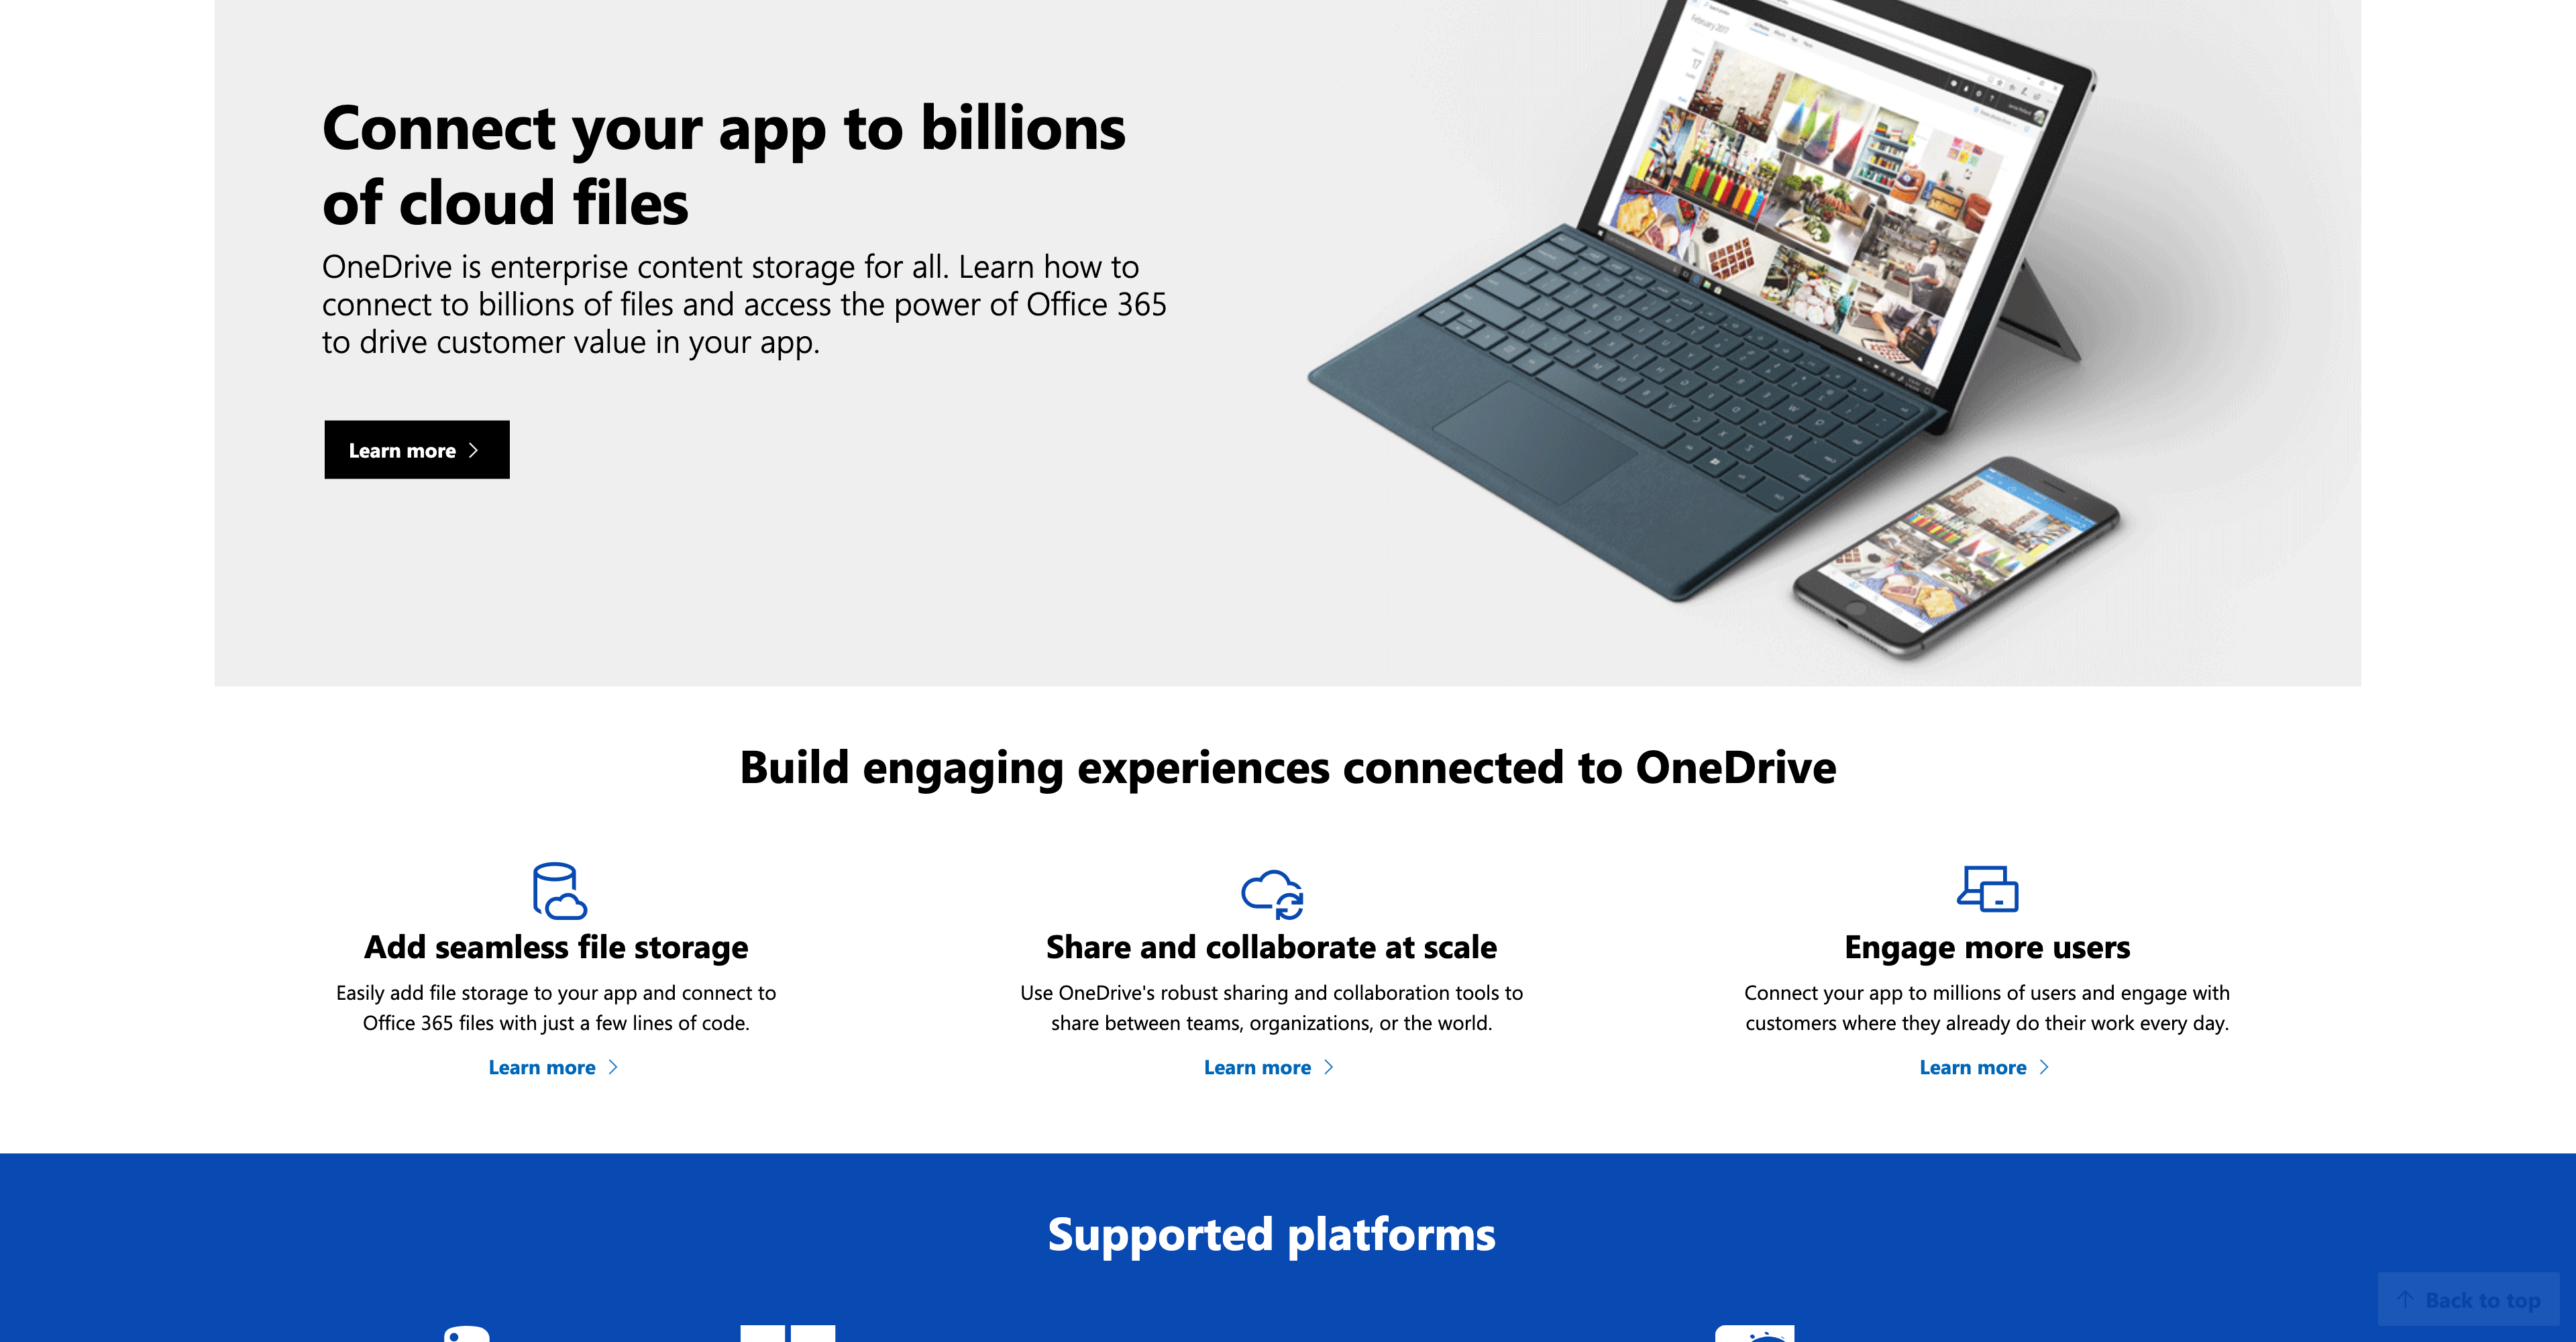 February 2017
17
Connect your app to billions
of cloud files
OneDrive is enterprise content storage for all. Learn how to
connect to billions of files and access the power of Office 365
to drive customer value in your app.
Learn more
Build engaging experiences connected to OneDrive
Add seamless file storage
Easily add file storage to your app and connect to
Office 365 files with just a few lines of code.
Learn more
Share and collaborate at scale
Use OneDrive's robust sharing and collaboration tools to
share between teams, organizations, or the world.
Learn more
Engage more users
Connect your app to millions of users and engage with
customers where they already do their work every day.
Learn more
Supported platforms
Back to top